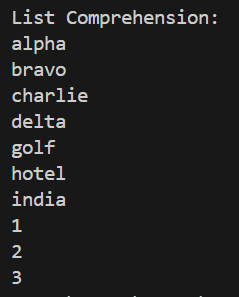 List Comprehension:
alpha
bravo
charlie
delta
golf
hotel
india
1
2
3